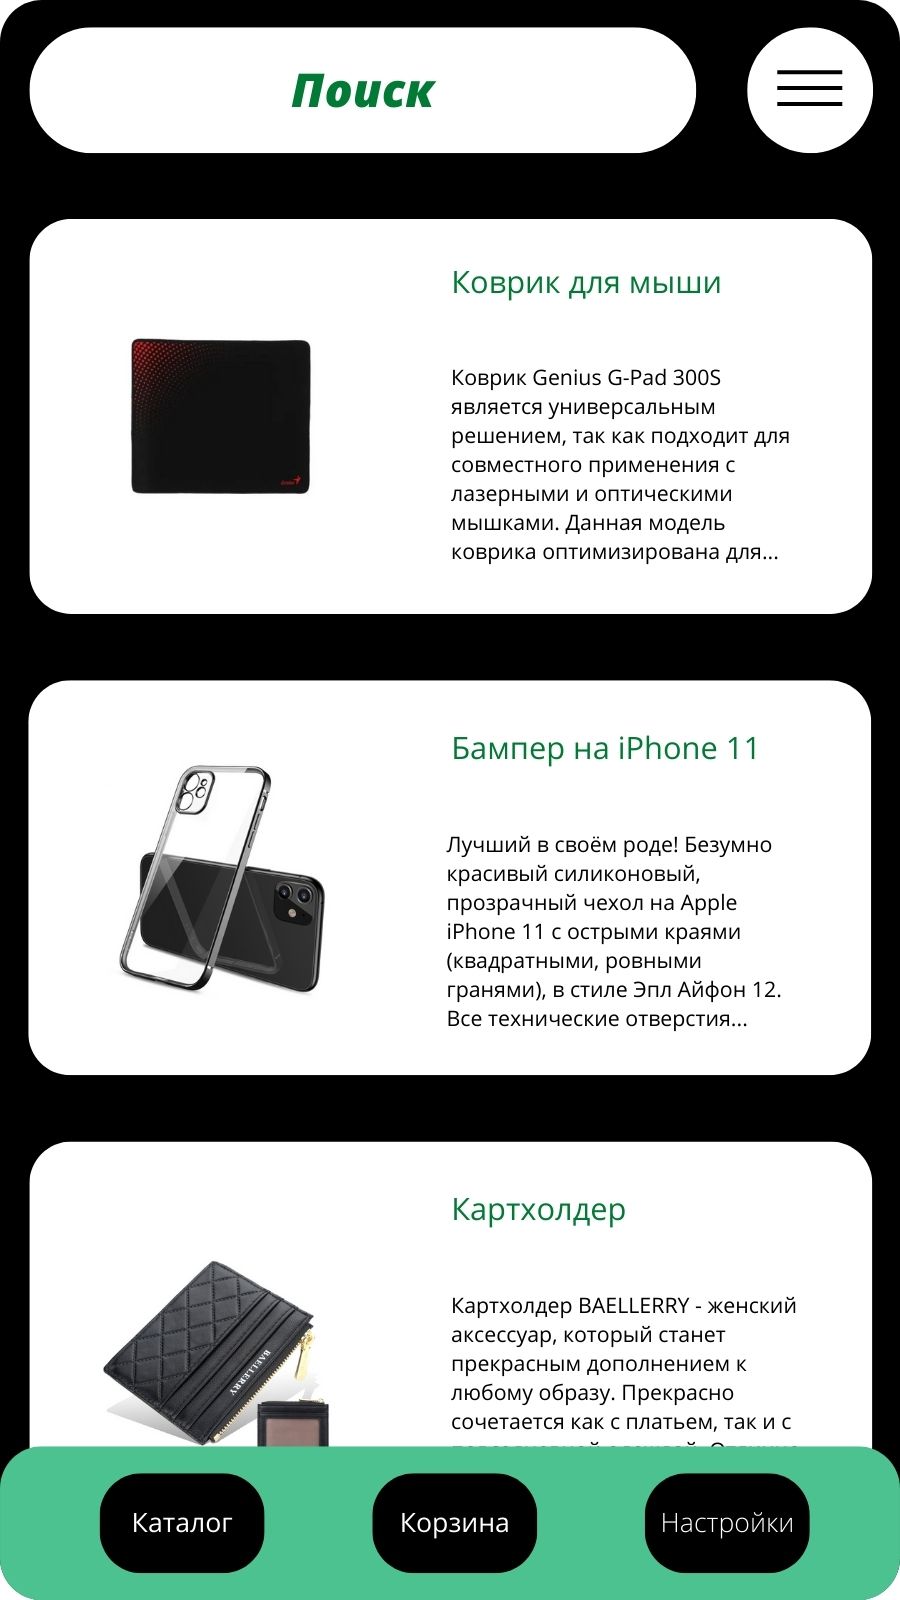 Поиск
Коврик для мыши
Коврик Genius G-Pad 300S
является универсальным
решением, так как подходит для
совместного применения с
лазерными и оптическими
мышками. Данная модель
коврика оптимизирована для...
Бампер на iPhone 11
Лучший в своём роде! Безумно
красивый силиконовый,
прозрачный чехол на Apple
iPhone 11 с острыми краями
(квадратными, ровными
гранями), в стиле Эпл Айфон 12.
Все технические отверстия...
Картхолдер
Картхолдер BAELLERRY - женский
аксессуар, который станет
прекрасным дополнением к
любому образу. Прекрасно
сочетается как с платьем, так и с
BAELLERRY
Каталог
Корзина
Настройки